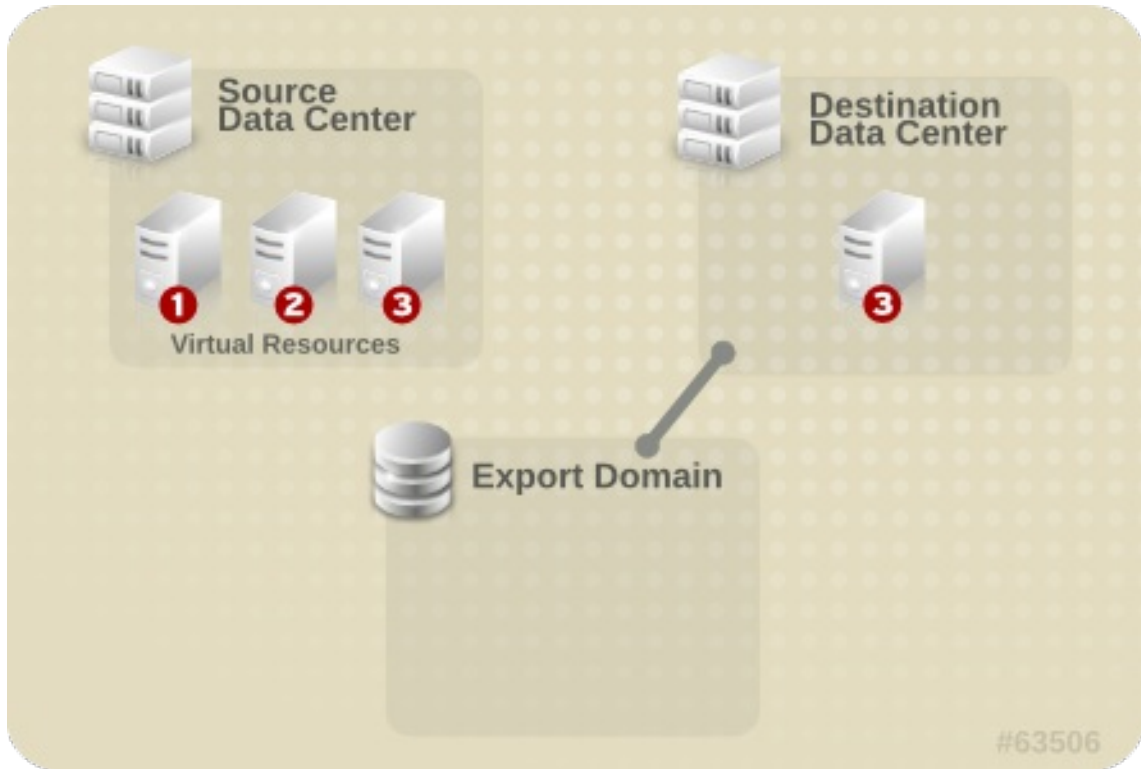 Source
Data Center
Destination
Data Center
1
2
3
Virtual Resources
3
Export Domain
#63506